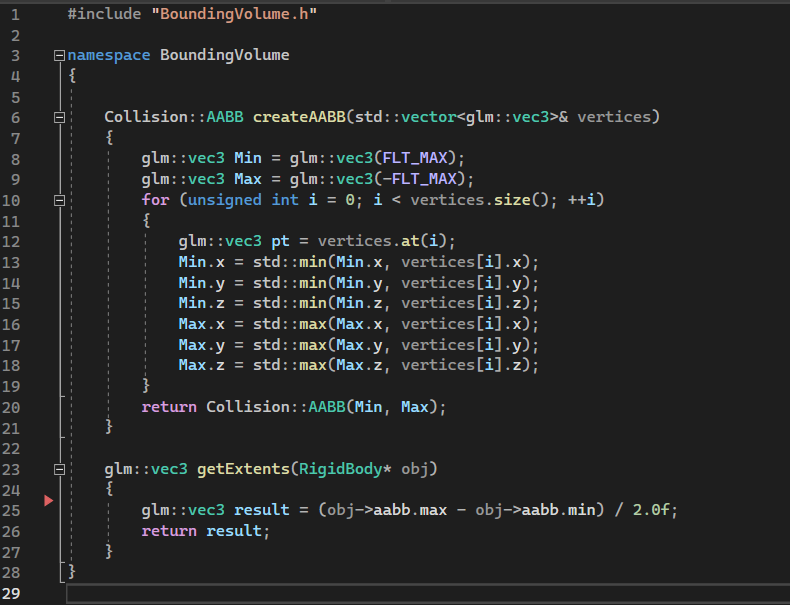 1 #include "BoundingVolume.h"
2
3 namespace BoundingVolume
4 {
5
6 Collision::AABB createAABB(std::vector<glm::vec3>& vertices)
7 {
8 glm::vec3 Min = glm::vec3(FLT_MAX);
9 glm::vec3 Max = glm::vec3(-FLT_MAX);
10 for (unsigned int i = 0; i < vertices.size(); ++i)
11 {
12 glm::vec3 pt = vertices.at(i);
13 Min.x = std::min(Min.x, vertices[i].x);
14 Min.y = std::min(Min.y, vertices[i].y);
15 Min.z = std::min(Min.z, vertices[i].z);
16 Max.x = std::max(Max.x, vertices[i].x);
17 Max.y = std::max(Max.y, vertices[i].y);
18 Max.z = std::max(Max.z, vertices[i].z);
19 }
20 return Collision::AABB(Min, Max);
21 }
22
23 glm::vec3 getExtents(RigidBody* obj)
24 {
25 glm::vec3 result = (obj->aabb.max - obj->aabb.min) / 2.0f;
26 return result;
27 }
28 }
29